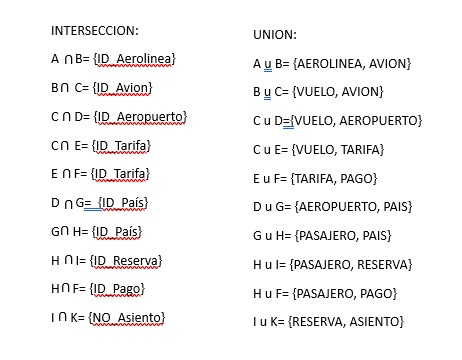 INTERSECCION:
A ∩ B= {ID_Aerolinea}
B ∩ C= {ID_Avion}
C ∩ D= {ID_Aeropuerto}
C ∩ E= {ID_Tarifa}
E ∩ F= {ID_Tarifa}
D ∩ G= {ID_País}
G ∩ H= {ID_País}
H ∩ I= {ID_Reserva}
H ∩ F= {ID_Pago}
I ∩ K= {NO_Asiento}
UNION:
A u B= {AEROLINEA, AVION}
B u C= {VUELO, AVION}
C u D={VUELO, AEROPUERTO}
C u E= {VUELO, TARIFA}
E u F= {TARIFA, PAGO}
D u G= {AEROPUERTO, PAIS}
G u H= {PASAJERO, PAIS}
H u I= {PASAJERO, RESERVA}
H u F= {PASAJERO, PAGO}
I u K= {RESERVA, ASIENTO}